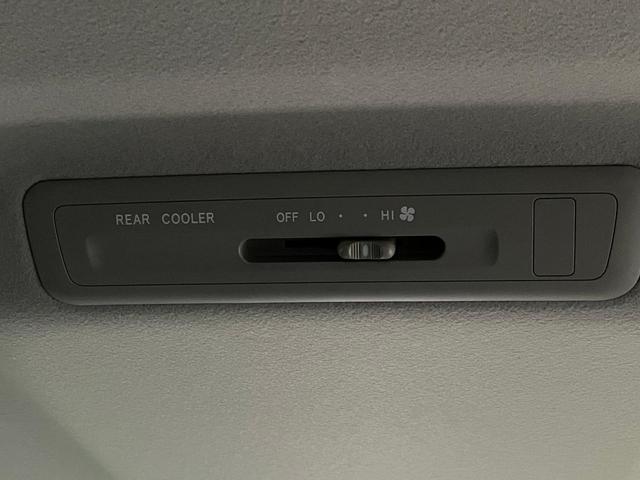 REAR COOLER OFF LO · · HI